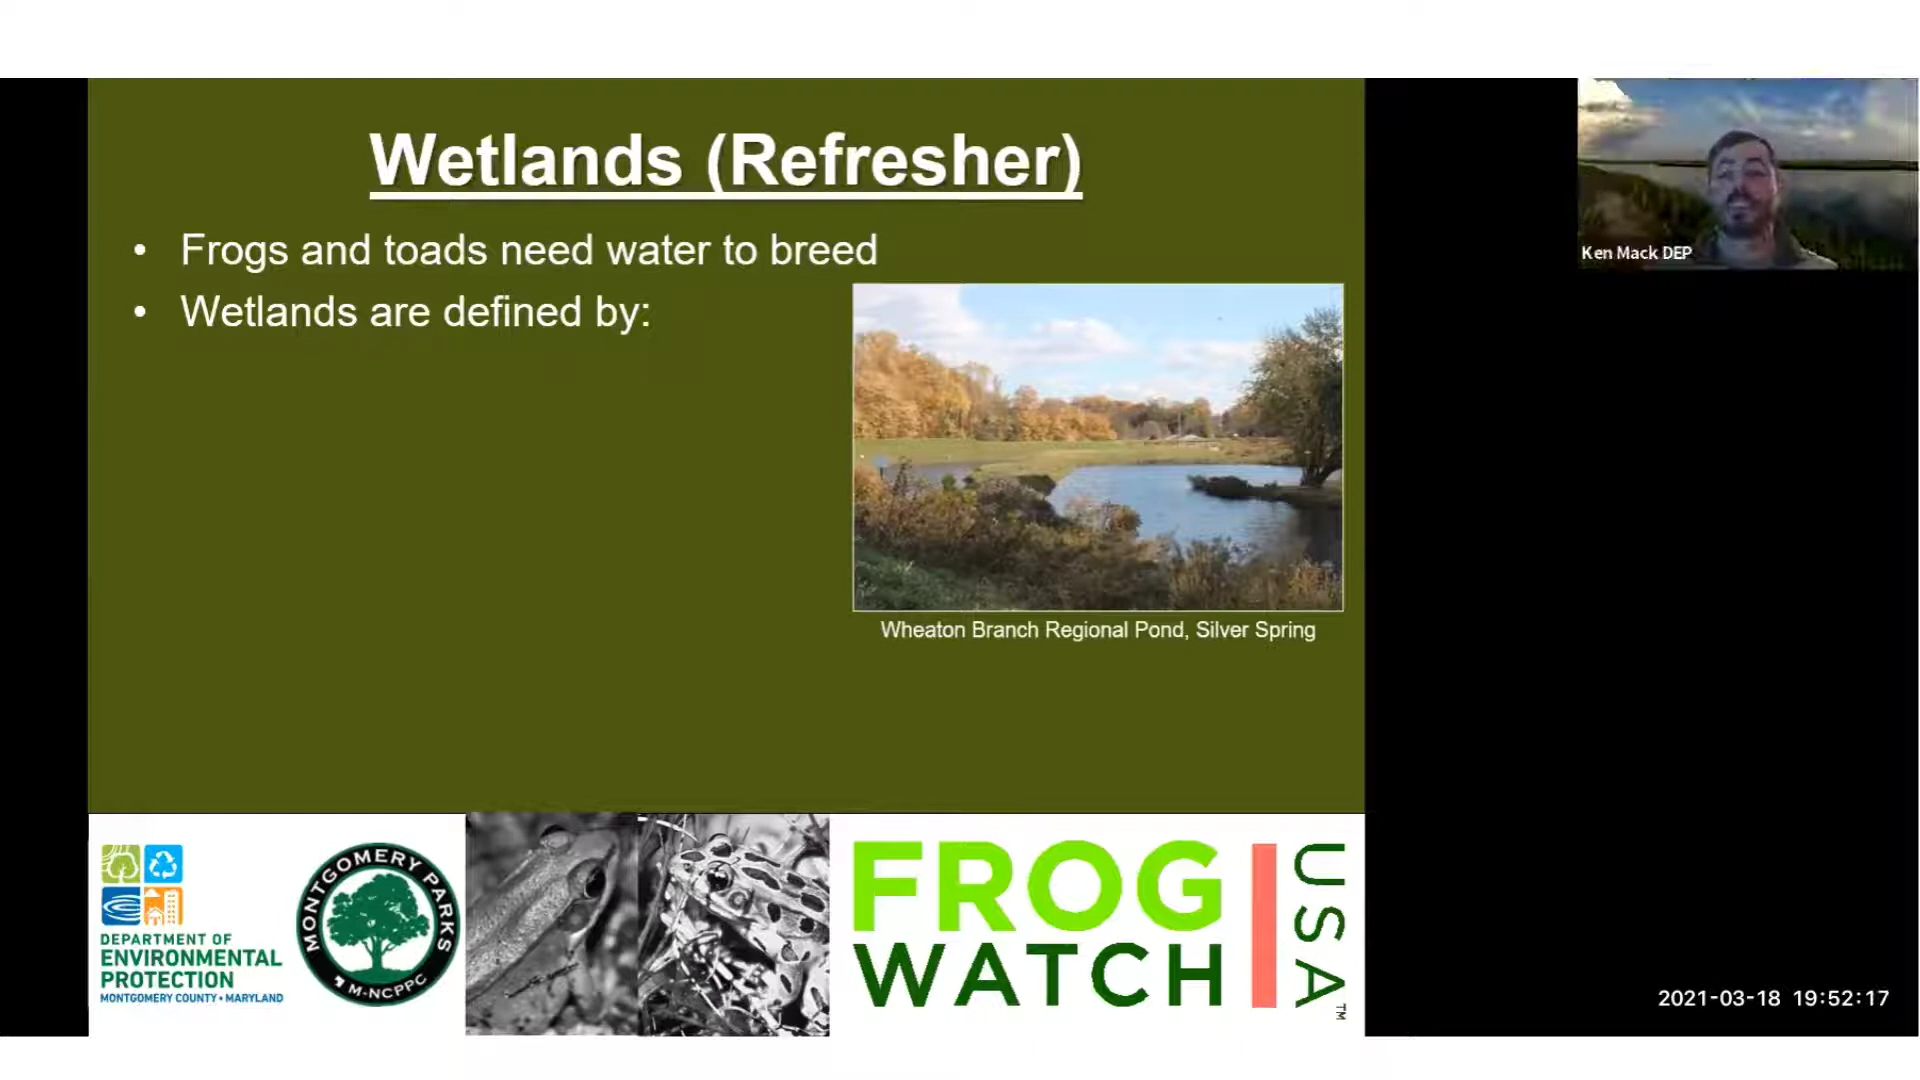 Wetlands (Refresher)
• Frogs and toads need water to breed
• Wetlands are defined by:
Wheaton Branch Regional Pond, Silver Spring
Ken Mack DEP
DEPARTMENT OF
ENVIRONMENTAL
PROTECTION
MONTGOMERY COUNTY • MARYLAND
MONTGOMERY PARKS
M-NCPPC
FROG
WATCH
USA™
2021-03-18 19:52:17